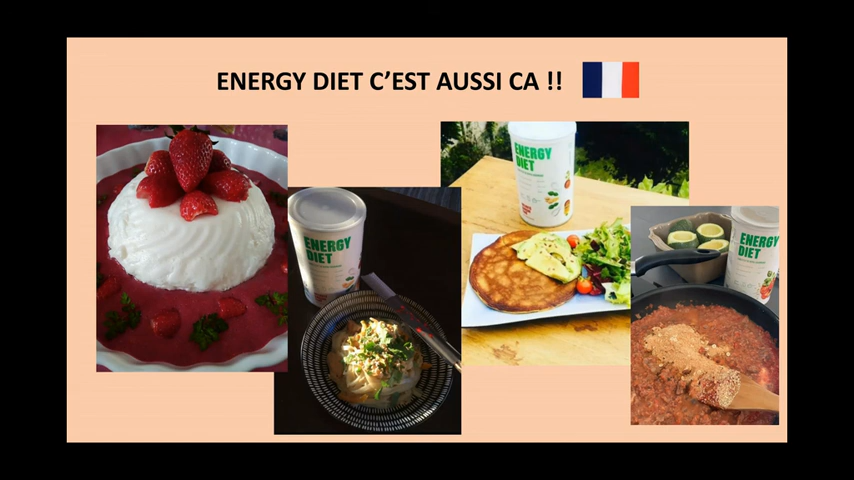 ENERGY DIET C’EST AUSSI CA !!
ENERGY
DIET
ENERGY
DIET
ENERGY
DIET